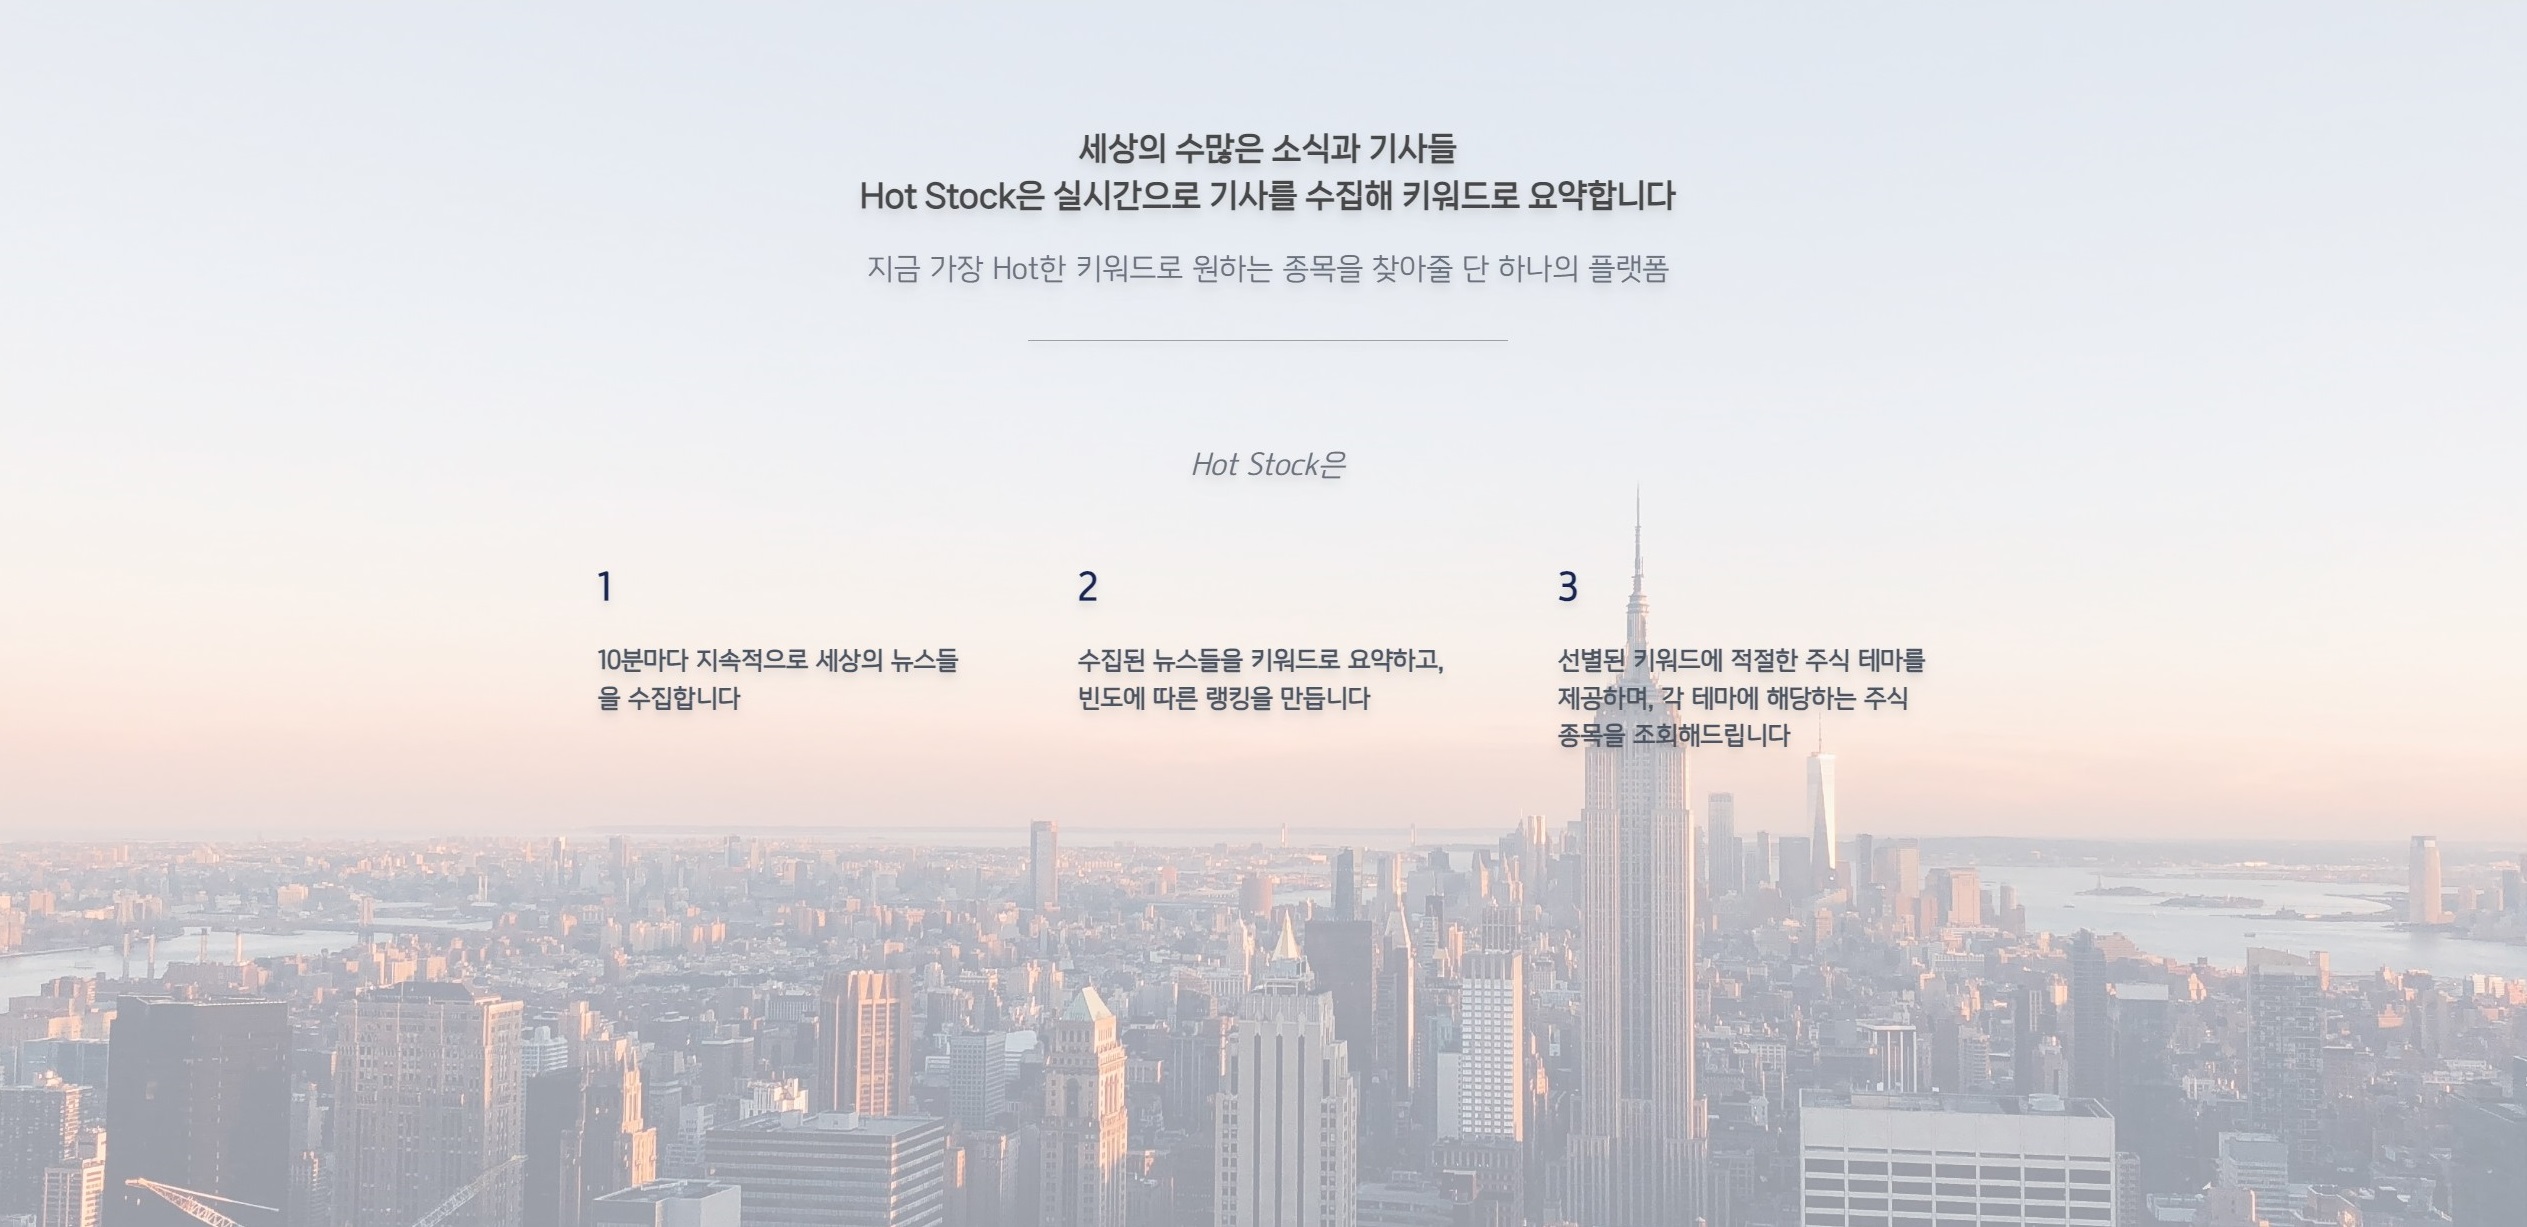 세상의 수많은 소식과 기사들
Hot Stock은 실시간으로 기사를 수집해 키워드로 요약합니다
지금 가장 Hot한 키워드로 원하는 종목을 찾아줄 단 하나의 플랫폼
Hot Stock은
1
10분마다 지속적으로 세상의 뉴스들
을 수집합니다
2
수집된 뉴스들을 키워드로 요약하고,
빈도에 따른 랭킹을 만듭니다
3
선별된 키워드에 적절한 주식 테마를
제공하며, 각 테마에 해당하는 주식
종목을 조회해드립니다